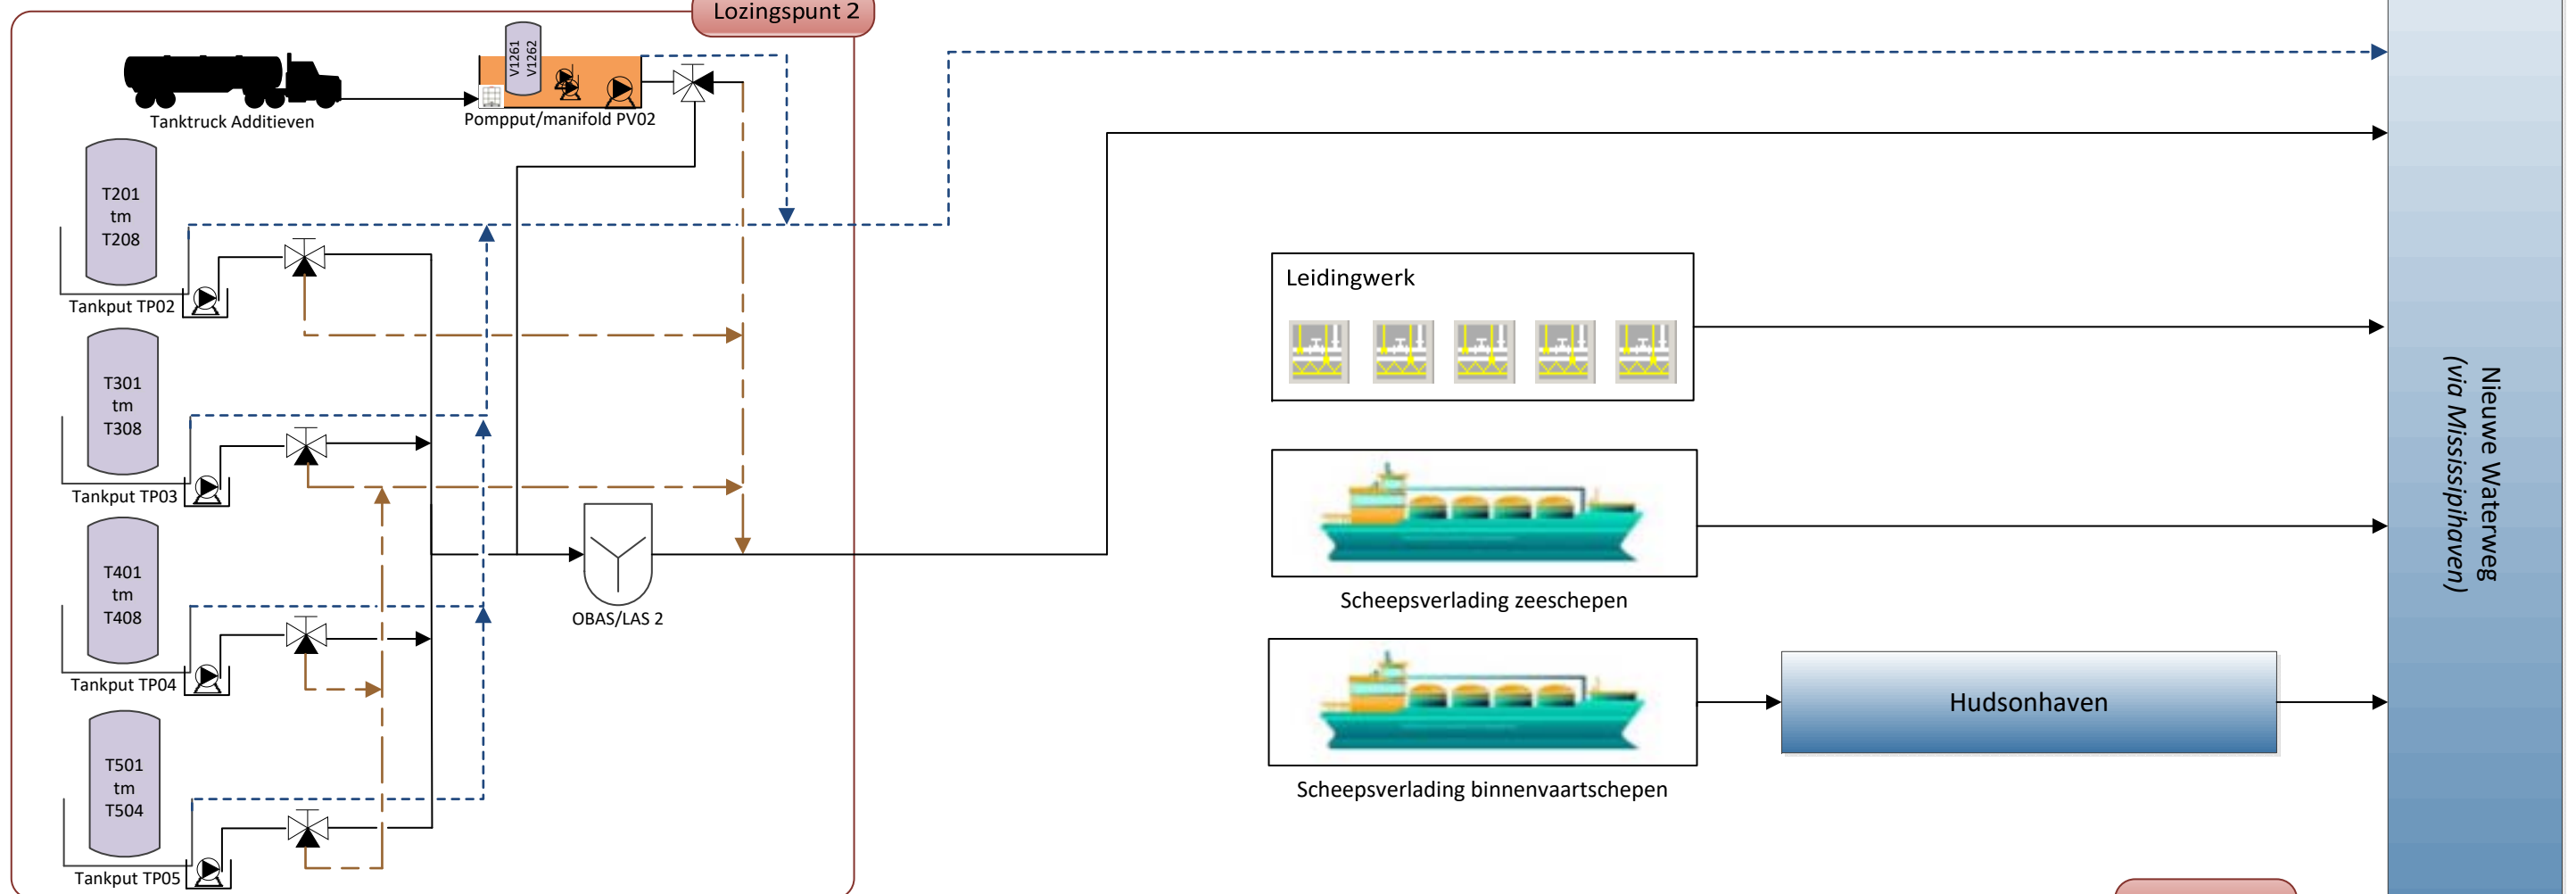 Lozingspunt 2
V1261
V1262
Tanktruck Additieven
Pompput/manifold PV02
T201
tm
T208
Tankput TP02
T301
tm
T308
Tankput TP03
T401
tm
T408
Tankput TP04
T501
tm
T504
Tankput TP05
OBAS/LAS 2
Leidingwerk
Scheepsverlading zeeschepen
Scheepsverlading binnenvaartschepen
Hudsonhaven
Nieuwe Waterweg
(via Mississipihaven)